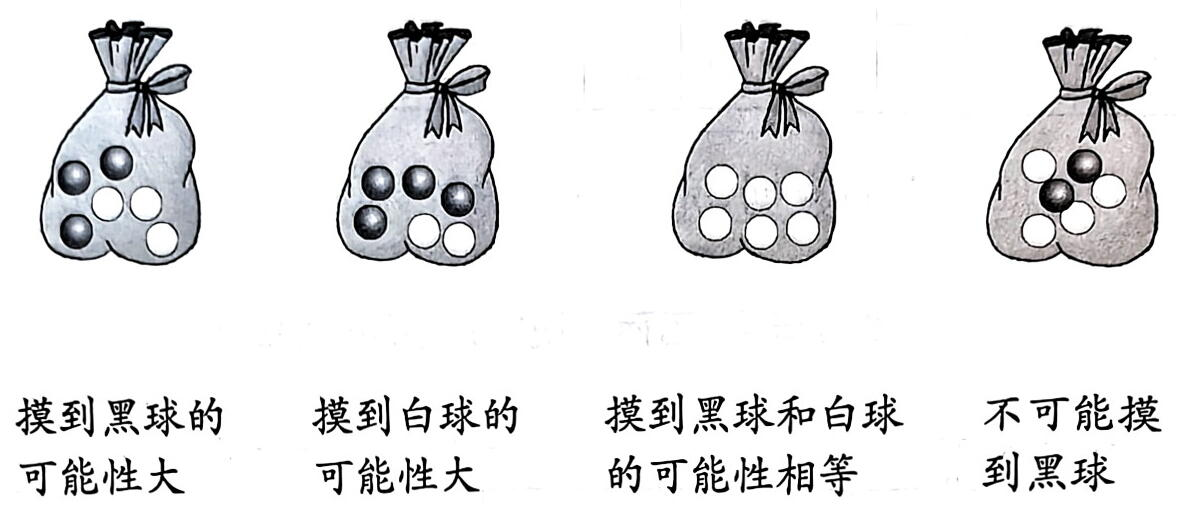 摸到黑球的
可能性大
摸到白球的
可能性大
摸到黑球和白球
的可能性相等
不可能摸
到黑球